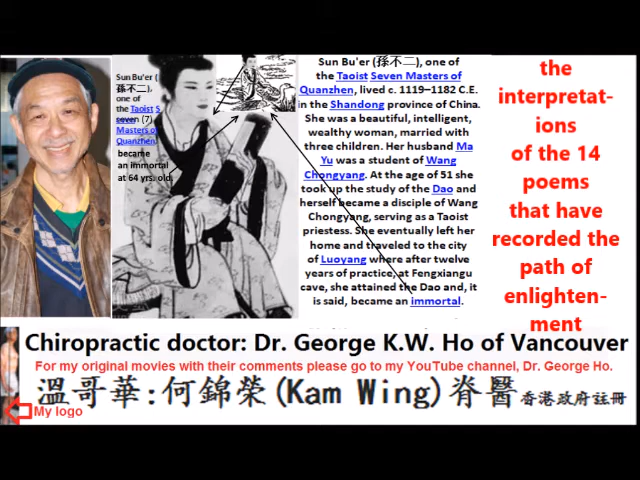 Sun Bu'er (
孫不二),
one of
the Taoist S
seven (7)
Masters o
Quanzhen.
became
an immortal
at 64 yrs. old
Sun Bu'er (孫不二), one of
the Taoist Seven Masters of
Quanzhen, lived c. 1119–1182 C.E.
in the Shandong province of China.
She was a beautiful, intelligent,
wealthy woman, married with
three children. Her husband Ma
Yu was a student of Wang
Chongyang. At the age of 51 she
took up the study of the Dao and
herself became a disciple of Wang
Chongyang, serving as a Taoist
priestess. She eventually left her
home and traveled to the city
of Luoyang where after twelve
years of practice, at Fengxiangu
cave, she attained the Dao and, it
is said, became an immortal.
the
interpretat-
ions
of the 14
poems
that have
recorded the
path of
enlighten-
ment
Chiropractic doctor: Dr. George K.W. Ho of Vancouver
For my original movies with their comments please go to my YouTube channel, Dr. George Ho.
溫哥華:何錦榮(Kam Wing)脊醫香港政府註冊
My logo